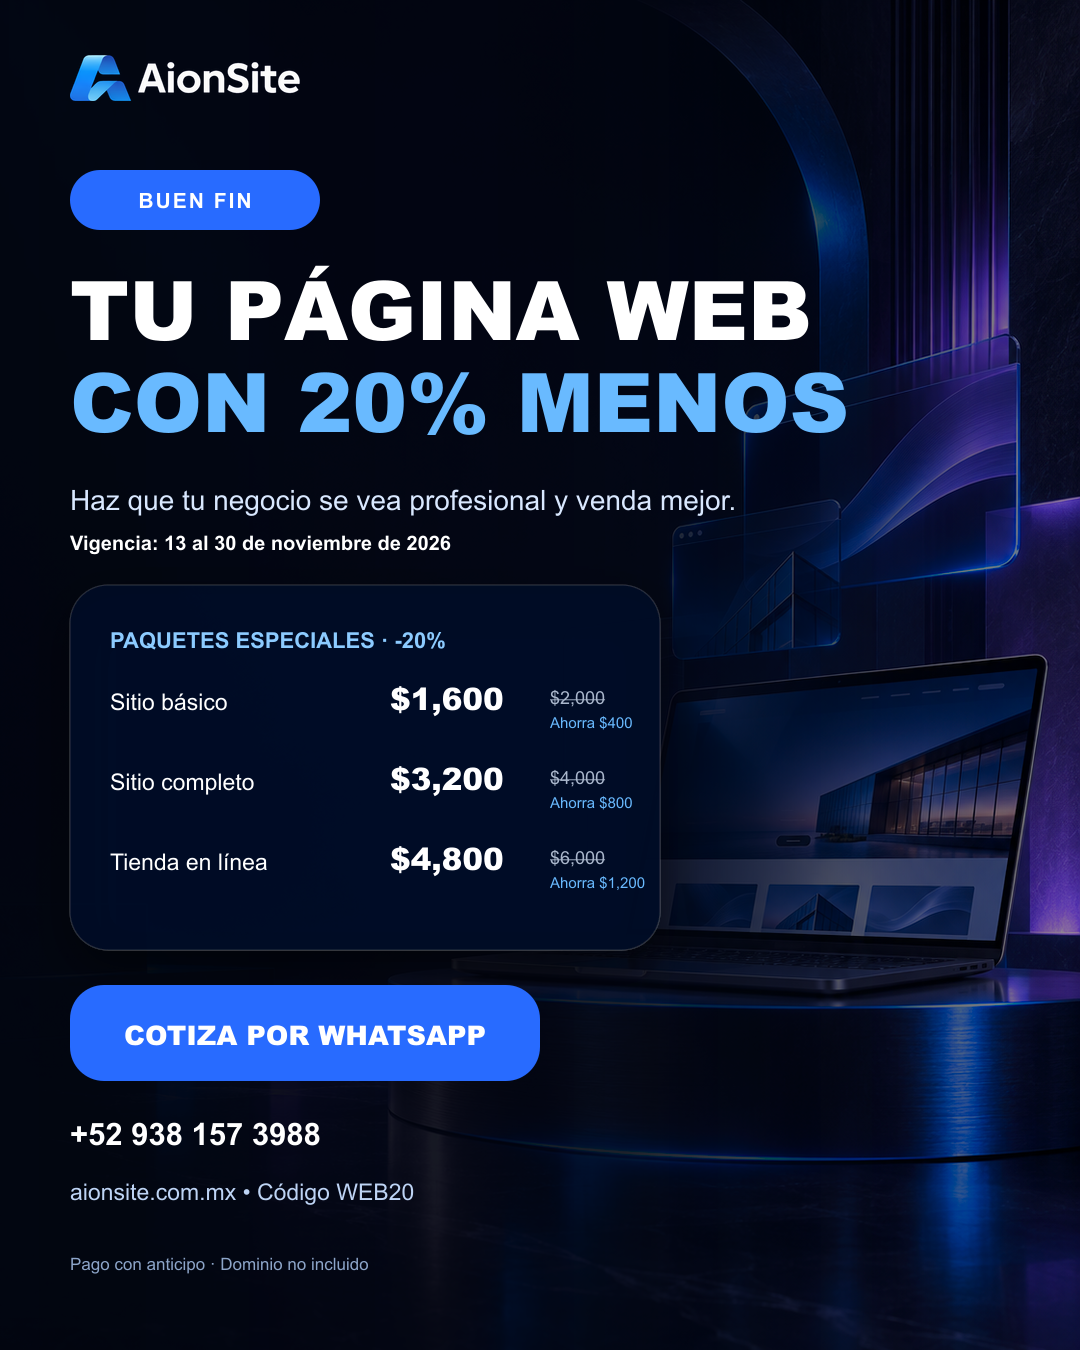 AionSite
BUEN FIN
TU PÁGINA WEB
CON 20% MENOS
Haz que tu negocio se vea profesional y venda mejor.
Vigencia: 13 al 30 de noviembre de 2026
PAQUETES ESPECIALES · -20%
Sitio básico $1,600 $2,000
Ahorra $400
Sitio completo $3,200 $4,000
Ahorra $800
Tienda en línea $4,800 $6,000
Ahorra $1,200
COTIZA POR WHATSAPP
+52 938 157 3988
aionsite.com.mx • Código WEB20
Pago con anticipo · Dominio no incluido